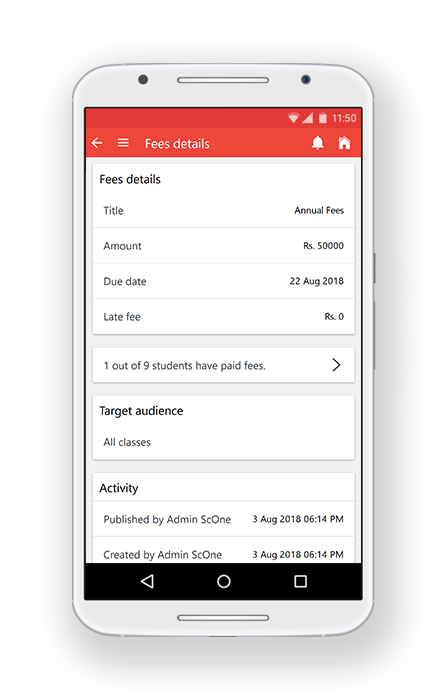 11:50
Fees details
Fees details
Title Annual Fees
Amount Rs. 50000
Due date 22 Aug 2018
Late fee Rs. 0
1 out of 9 students have paid fees.
Target audience
All classes
Activity
Published by Admin ScOne 3 Aug 2018 06:14 PM
Created by Admin ScOne 3 Aug 2018 06:14 PM